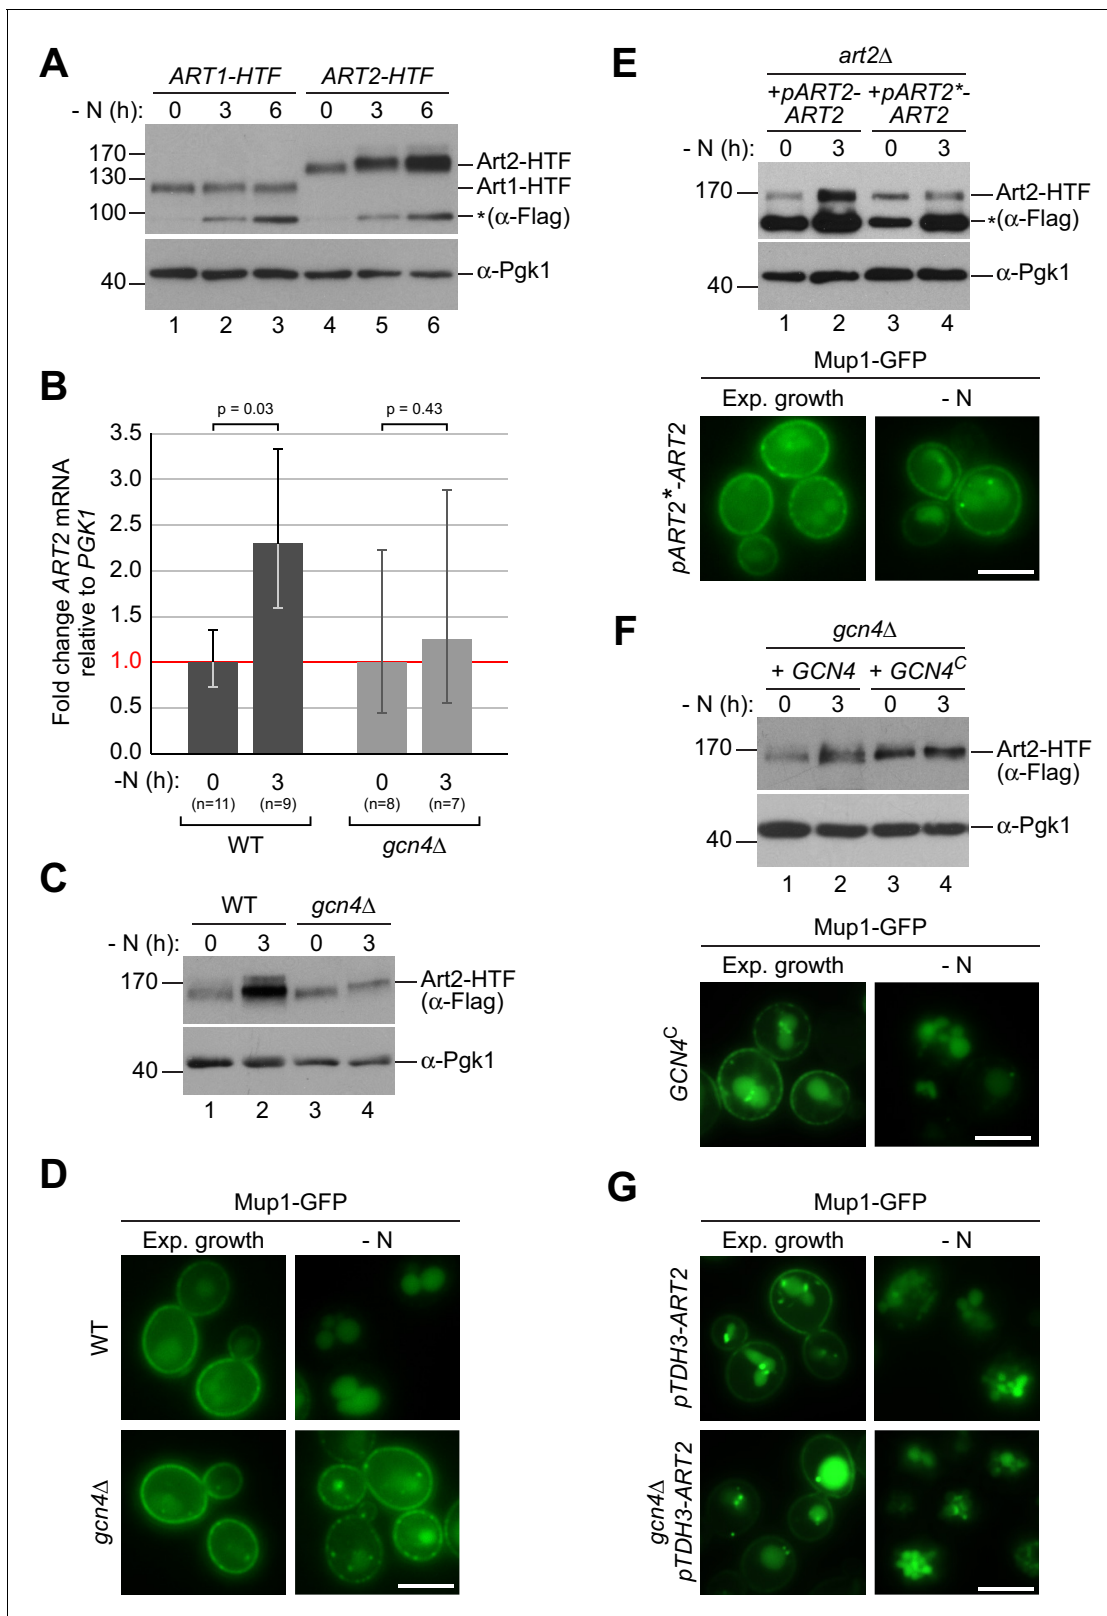 A
ART1-HTF ART2-HTF
- N (h): 0 3 6 0 3 6
170
130
100
Art2-HTF
Art1-HTF
*(α-Flag)
40
α-Pgk1
1 2 3 4 5 6
B
p = 0.03 p = 0.43
Fold change ART2 mRNA
relative to PGK1
3.5
3.0
2.5
2.0
1.5
1.0
0.5
0.0
-N (h): 0 3 0 3
(n=11) (n=9) (n=8) (n=7)
WT gcn4Δ
C
WT gcn4Δ
- N (h): 0 3 0 3
170
Art2-HTF
(α-Flag)
40
α-Pgk1
1 2 3 4
D
Mup1-GFP
Exp. growth - N
WT
gcn4Δ
E
art2Δ
+pART2- +pART2*-
ART2 ART2
- N (h): 0 3 0 3
170
Art2-HTF
*(α-Flag)
40
α-Pgk1
1 2 3 4
Mup1-GFP
Exp. growth - N
pART2*-ART2
F
gcn4Δ
+ GCN4 + GCN4C
- N (h): 0 3 0 3
170
Art2-HTF
(α-Flag)
40
α-Pgk1
1 2 3 4
Mup1-GFP
Exp. growth - N
GCN4C
G
Mup1-GFP
Exp. growth - N
pTDH3-ART2
gcn4Δ
pTDH3-ART2